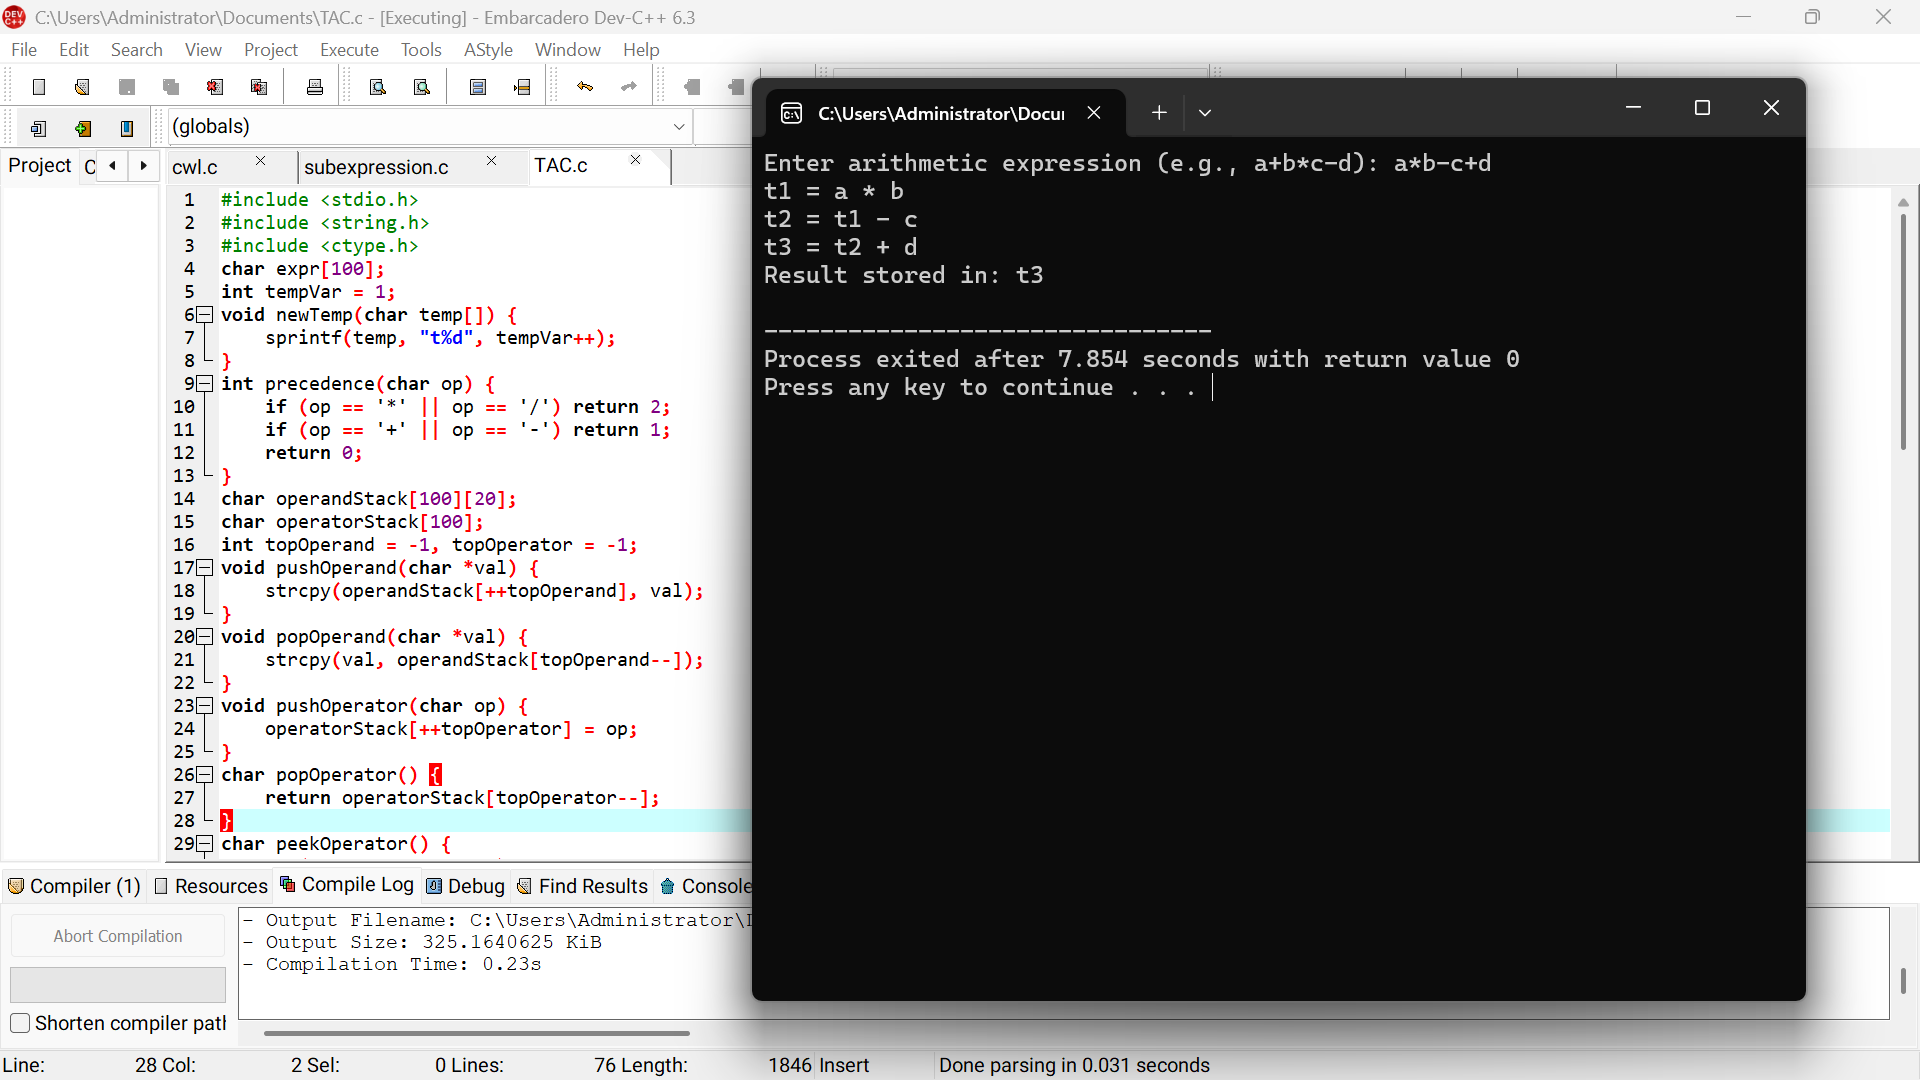 C:\Users\Administrator\Documents\TAC.c - [Executing] - Embarcadero Dev-C++ 6.3
File Edit Search View Project Execute Tools AStyle Window Help
(globals)
Project C cwl.c subexpression.c TAC.c
1 #include <stdio.h>
2 #include <string.h>
3 #include <ctype.h>
4 char expr[100];
5 int tempVar = 1;
6 void newTemp(char temp[]) {
7 sprintf(temp, "t%d", tempVar++);
8 }
9 int precedence(char op) {
10 if (op == '*' || op == '/') return 2;
11 if (op == '+' || op == '-') return 1;
12 return 0;
13 }
14 char operandStack[100][20];
15 char operatorStack[100];
16 int topOperand = -1, topOperator = -1;
17 void pushOperand(char *val) {
18 strcpy(operandStack[++topOperand], val);
19 }
20 void popOperand(char *val) {
21 strcpy(val, operandStack[topOperand--]);
22 }
23 void pushOperator(char op) {
24 operatorStack[++topOperator] = op;
25 }
26 char popOperator() {
27 return operatorStack[topOperator--];
28 }
29 char peekOperator() {
C:\Users\Administrator\Docui
Enter arithmetic expression (e.g., a+b*c-d): a*b-c+d
t1 = a * b
t2 = t1 - c
t3 = t2 + d
Result stored in: t3
--------------------------------
Process exited after 7.854 seconds with return value 0
Press any key to continue . . .
Compiler (1) Resources Compile Log Debug Find Results Console
Abort Compilation
Shorten compiler path
- Output Filename: C:\Users\Administrator\
- Output Size: 325.1640625 KiB
- Compilation Time: 0.23s
Line: 28 Col: 2 Sel: 0 Lines: 76 Length: 1846 Insert Done parsing in 0.031 seconds